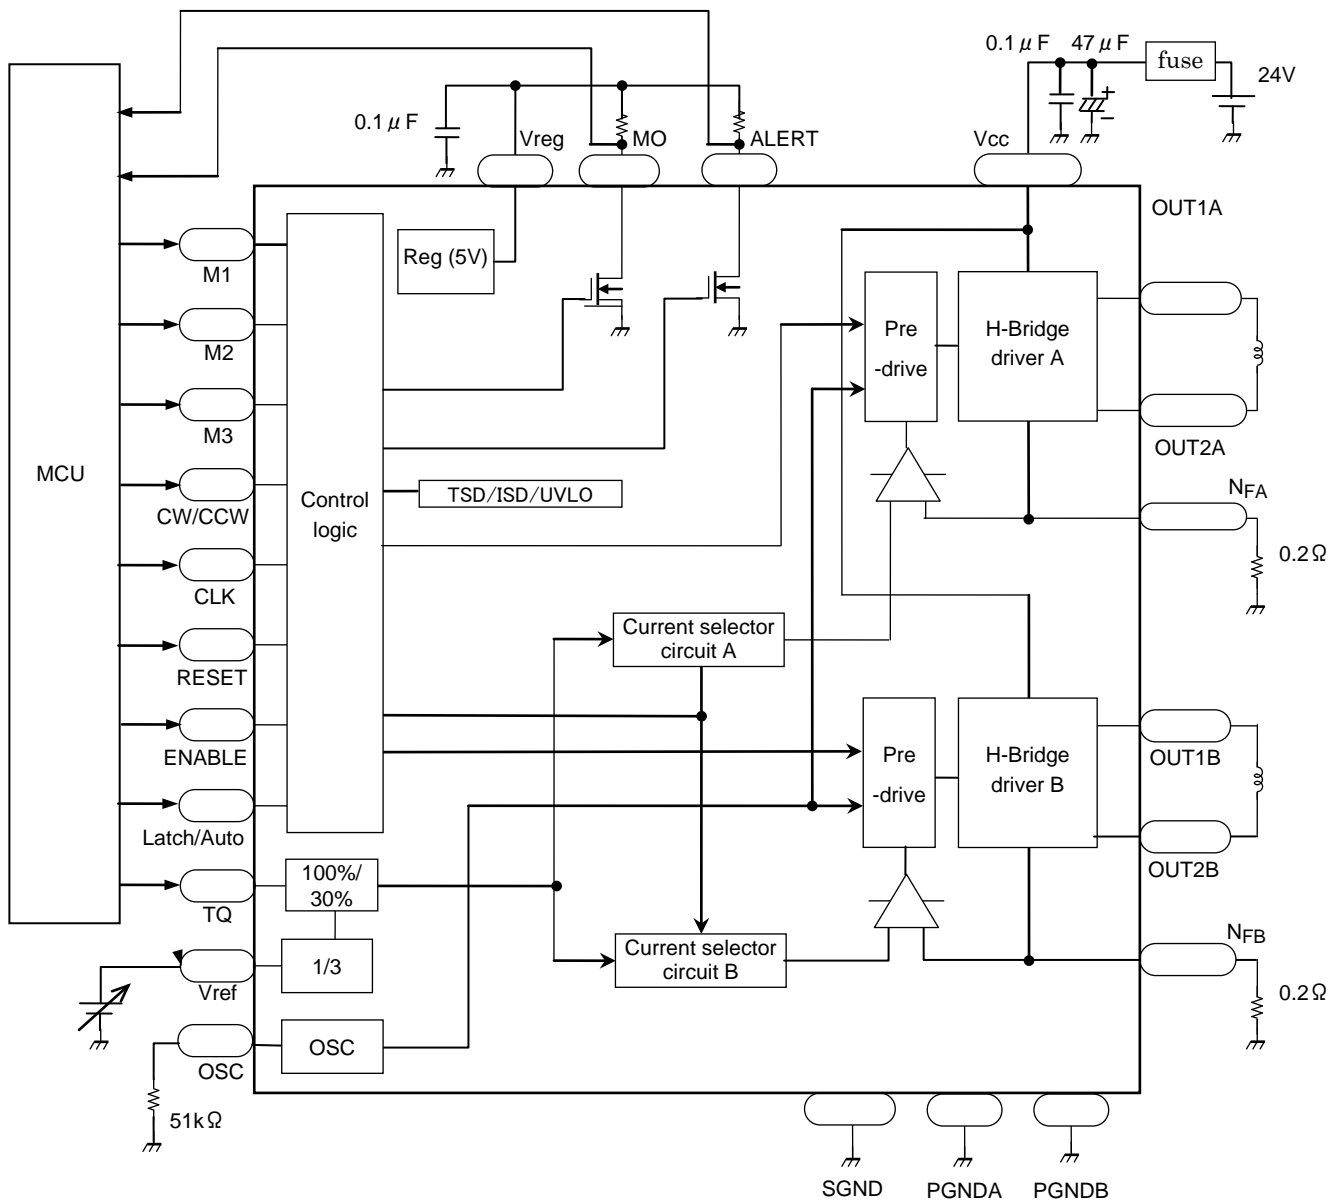 0.1μF
47μF
fuse
24V
0.1μF
Vreg
MO
ALERT
Vcc
OUT1A
M1
Reg (5V)
M2
Pre
-drive
H-Bridge
driver A
M3
OUT2A
MCU
CW/CCW
Control
logic
TSD/ISD/UVLO
NFA
0.2Ω
CLK
RESET
Current selector
circuit A
ENABLE
Pre
-drive
H-Bridge
driver B
OUT1B
Latch/Auto
OUT2B
TQ
100%/
30%
Vref
1/3
Current selector
circuit B
NFB
0.2Ω
OSC
OSC
51kΩ
SGND
PGNDA
PGNDB